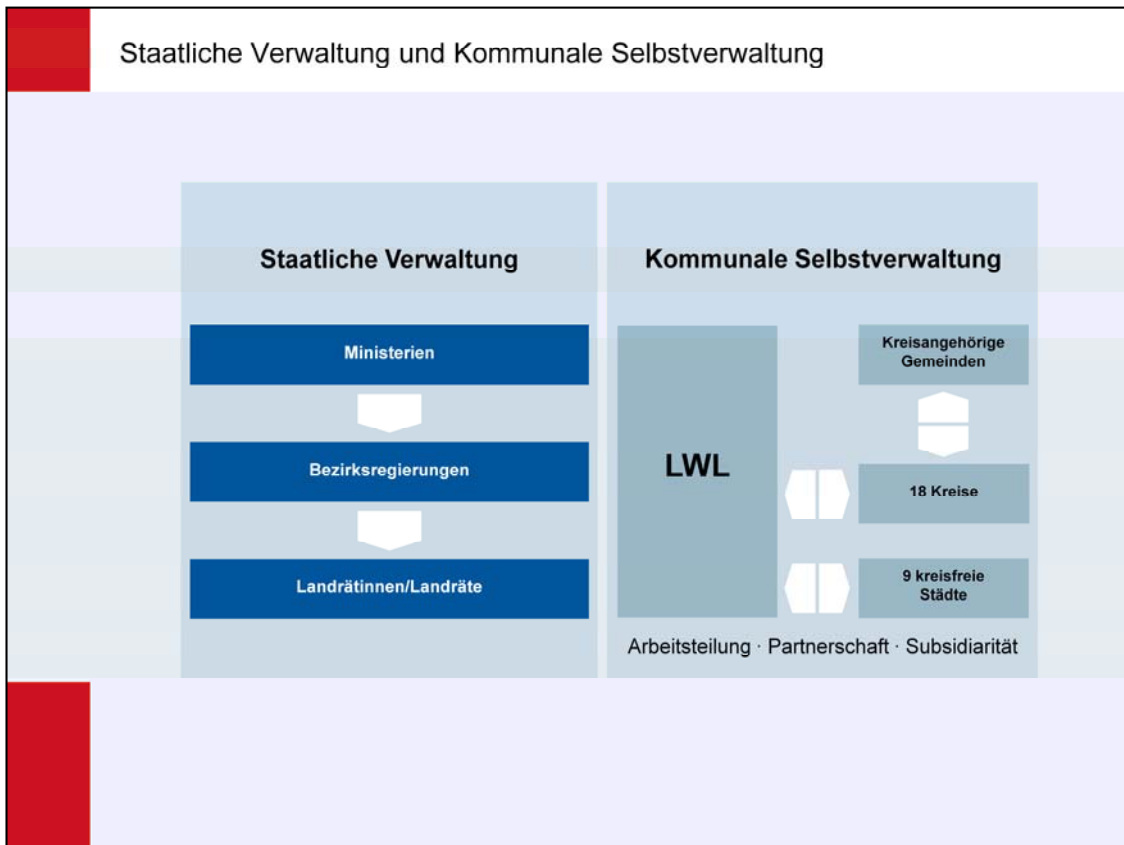 Staatliche Verwaltung und Kommunale Selbstverwaltung
Staatliche Verwaltung
Ministerien
Bezirksregierungen
Landrätinnen/Landräte
Kommunale Selbstverwaltung
LWL
Kreisangehörige
Gemeinden
18 Kreise
9 kreisfreie
Städte
Arbeitsteilung · Partnerschaft · Subsidiarität